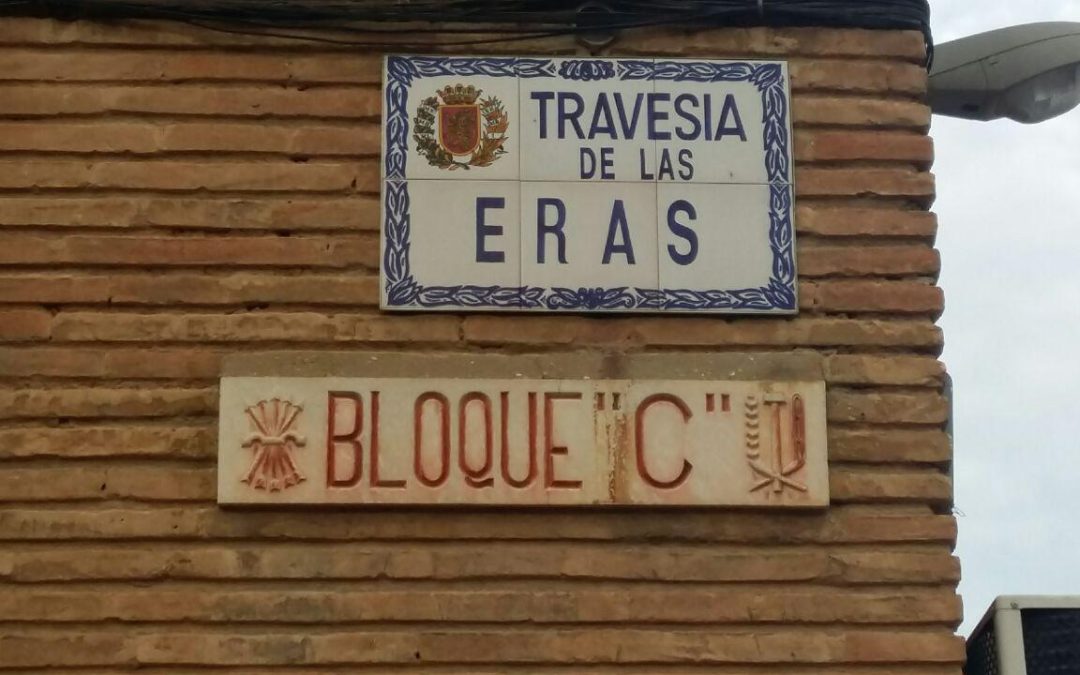 TRAVESIA
DE LAS
ERAS
BLOQUE "C"